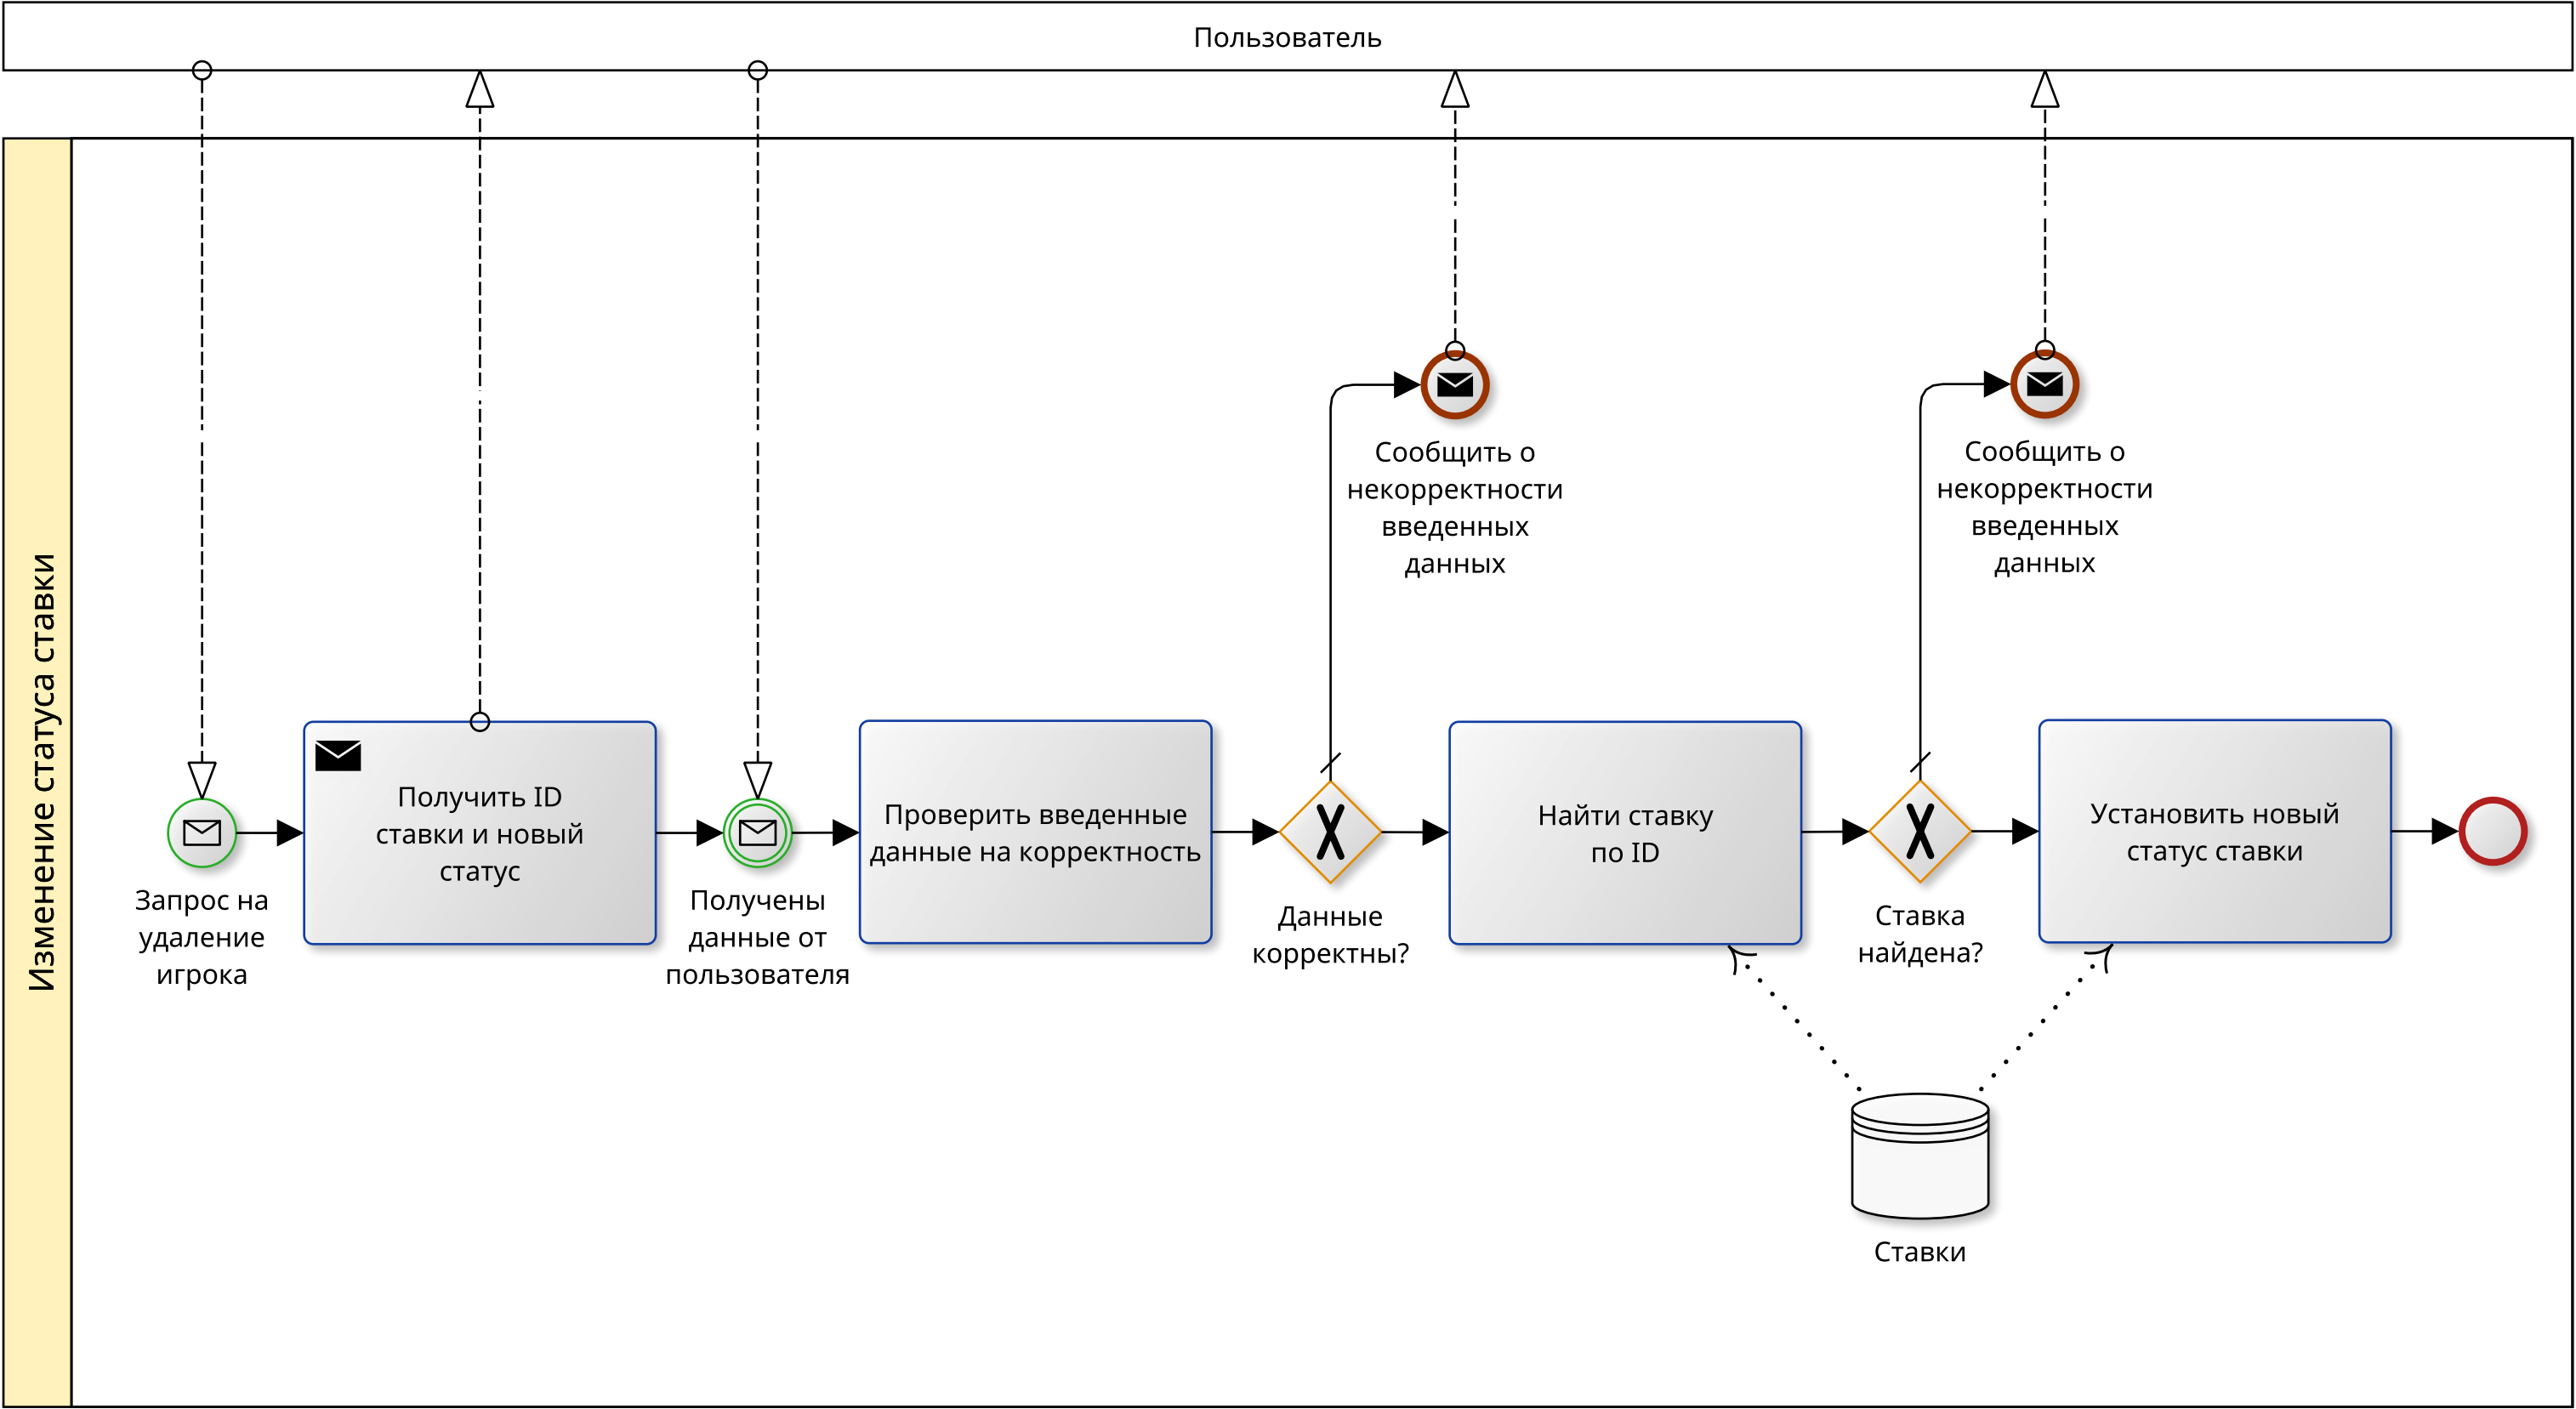 Пользователь
Изменение статуса ставки
Запрос на
удаление
игрока
Получить ID
ставки и новый
статус
Получены
данные от
пользователя
Проверить введенные
данные на корректность
Данные
корректны?
Сообщить о
некорректности
введенных
данных
Найти ставку
по ID
Ставка
найдена?
Сообщить о
некорректности
введенных
данных
Установить новый
статус ставки
Ставки